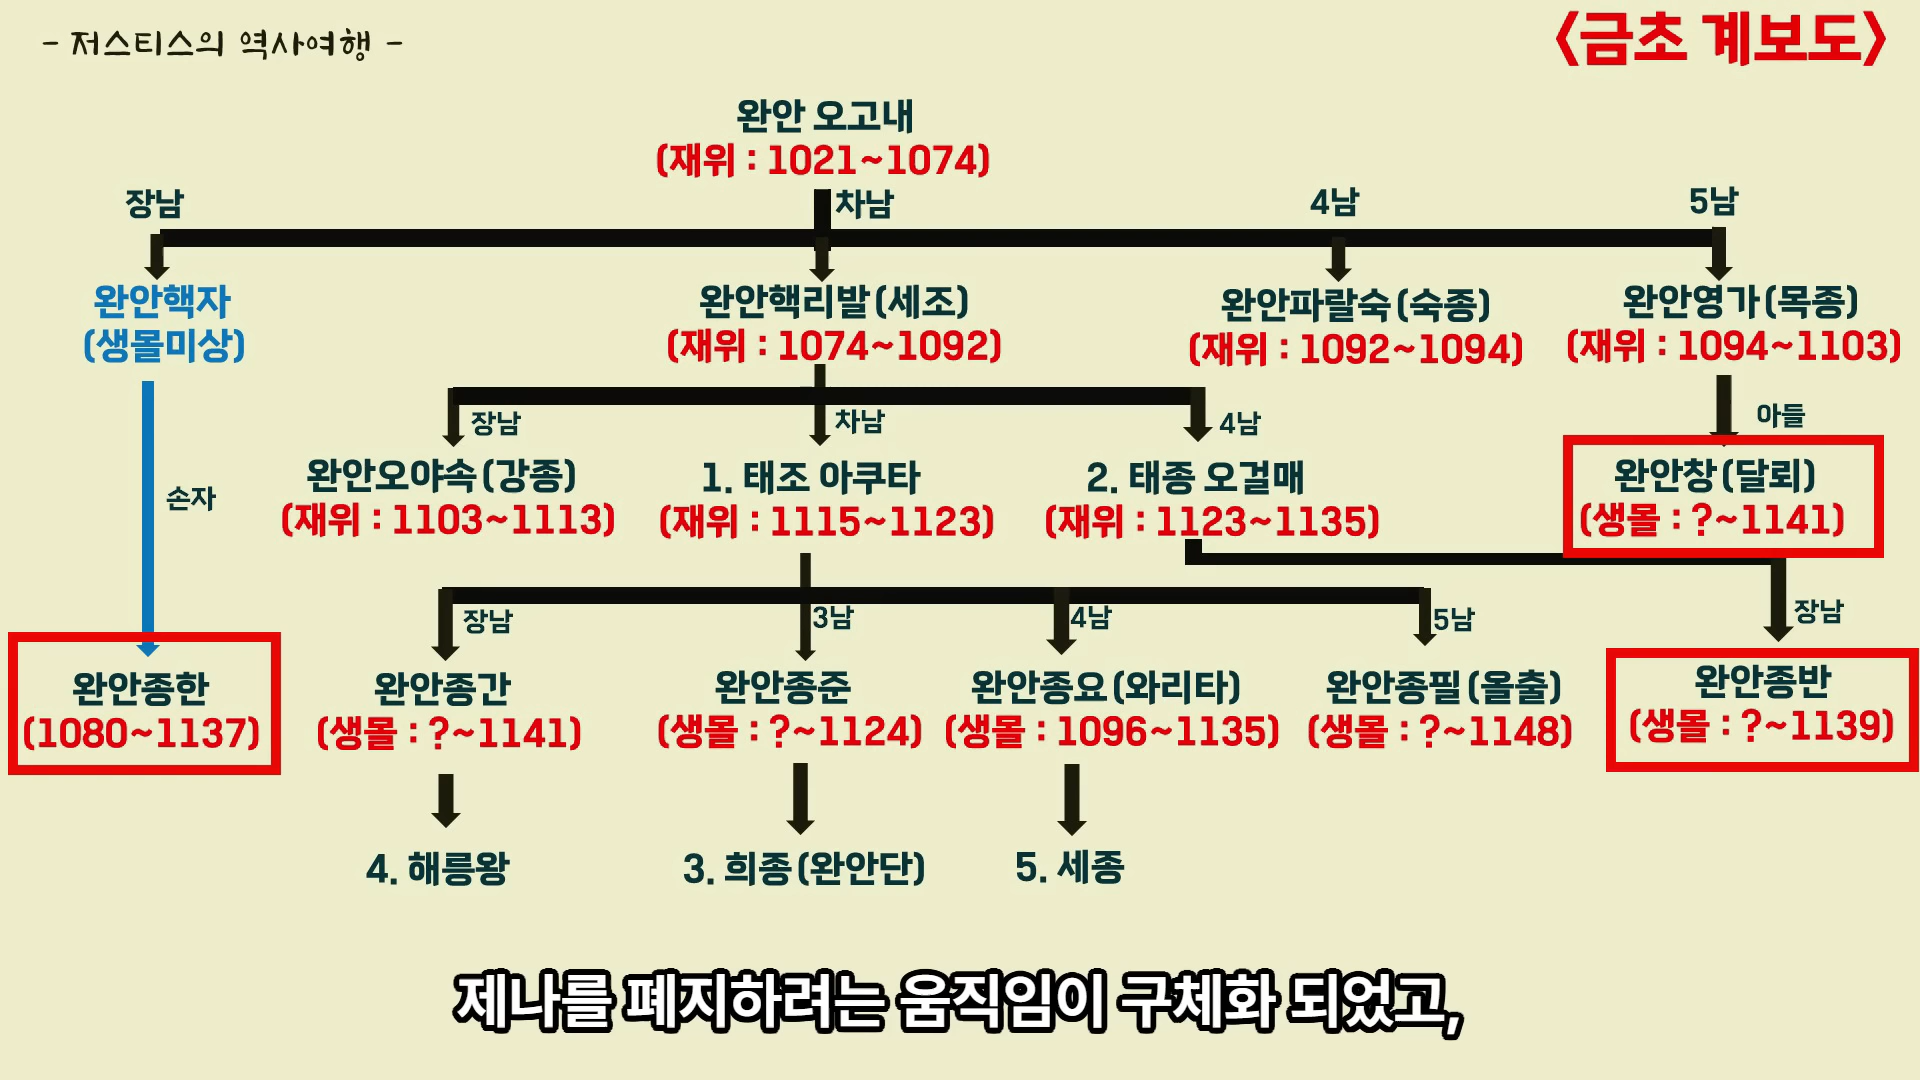 - 저스티스의 역사여행 -
<금초 계보도>
완안 오고내
(재위 : 1021~1074)
장남
차남
4남
5남
완안핵자
(생몰미상)
완안핵리발(세조)
(재위 : 1074~1092)
완안파랄숙(숙종)
(재위 : 1092~1094)
완안영가(목종)
(재위 : 1094~1103)
손자
장남
차남
4남
아들
완안오야속(강종)
(재위 : 1103~1113)
1. 태조 아쿠타
(재위 : 1115~1123)
2. 태종 오걸매
(재위 : 1123~1135)
완안창(달뢰)
(생몰 : ?~1141)
장남
3남
4남
5남
장남
완안종한
(1080~1137)
완안종간
(생몰 : ?~1141)
완안종준
(생몰 : ?~1124)
완안종요(와리타)
(생몰 : 1096~1135)
완안종필(올출)
(생몰 : ?~1148)
완안종반
(생몰 : ?~1139)
4. 해릉왕
3. 희종(완안단)
5. 세종
제나를 폐지하려는 움직임이 구체화 되었고,